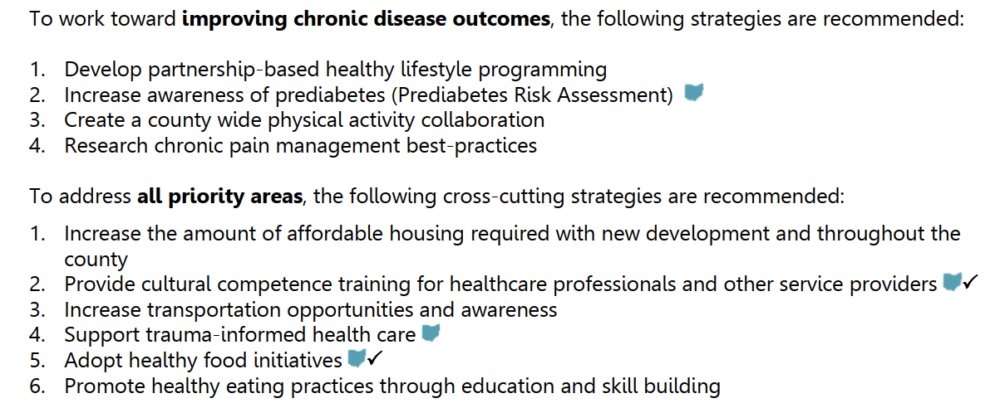 To work toward improving chronic disease outcomes, the following strategies are recommended:
1. Develop partnership-based healthy lifestyle programming
2. Increase awareness of prediabetes (Prediabetes Risk Assessment)
3. Create a county wide physical activity collaboration
4. Research chronic pain management best-practices
To address all priority areas, the following cross-cutting strategies are recommended:
1. Increase the amount of affordable housing required with new development and throughout the
county
2. Provide cultural competence training for healthcare professionals and other service providers ✓
3. Increase transportation opportunities and awareness
4. Support trauma-informed health care
5. Adopt healthy food initiatives ✓
6. Promote healthy eating practices through education and skill building